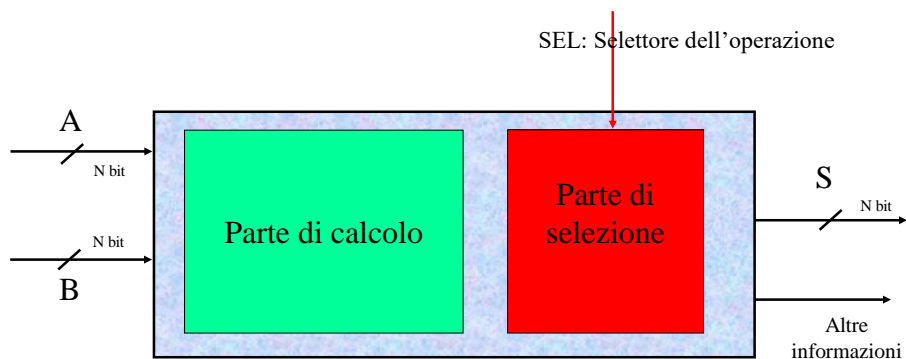 SEL: Selettore dell’operazione
A
N bit
Parte di calcolo
Parte di
selezione
S
N bit
N bit
B
Altre
informazioni